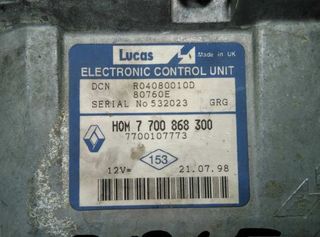 Lucas Made in UK
ELECTRONIC CONTROL UNIT
DCN R04080010D
80760E
SERIAL No 532023 GRG
HOM 7 700 868 300
7700107773
153
12V= 21.07.98